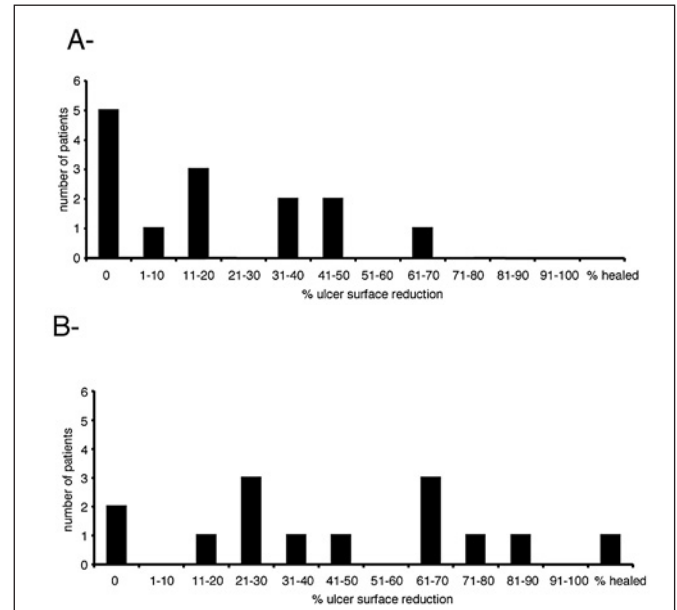 A-
number of patients
6
5
4
3
2
1
0
0 1-10 11-20 21-30 31-40 41-50 51-60 61-70 71-80 81-90 91-100 % healed
% ulcer surface reduction
B-
number of patients
6
5
4
3
2
1
0
0 1-10 11-20 21-30 31-40 41-50 51-60 61-70 71-80 81-90 91-100 % healed
% ulcer surface reduction